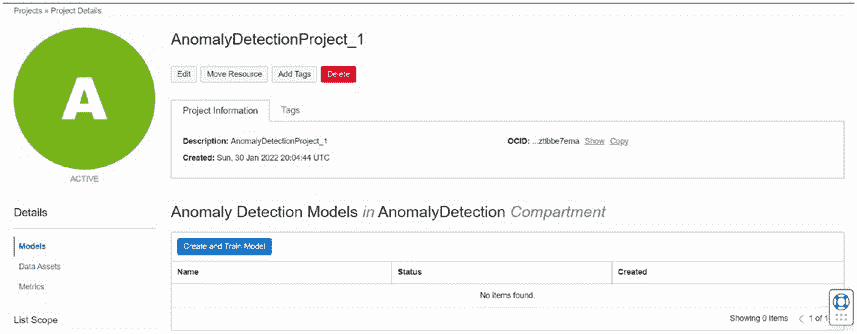 Projects » Project Details
A
ACTIVE
AnomalyDetectionProject_1
Edit Move Resource Add Tags Delete
Project Information Tags
Description: AnomalyDetectionProject_1 OCID: ...ztlbbe7ema Show Copy
Created: Sun, 30 Jan 2022 20:04:44 UTC
Details
Models
Data Assets
Metrics
List Scope
Anomaly Detection Models in AnomalyDetection Compartment
Create and Train Model
Name Status Created
No items found.
Showing 0 Items < 1 of 1